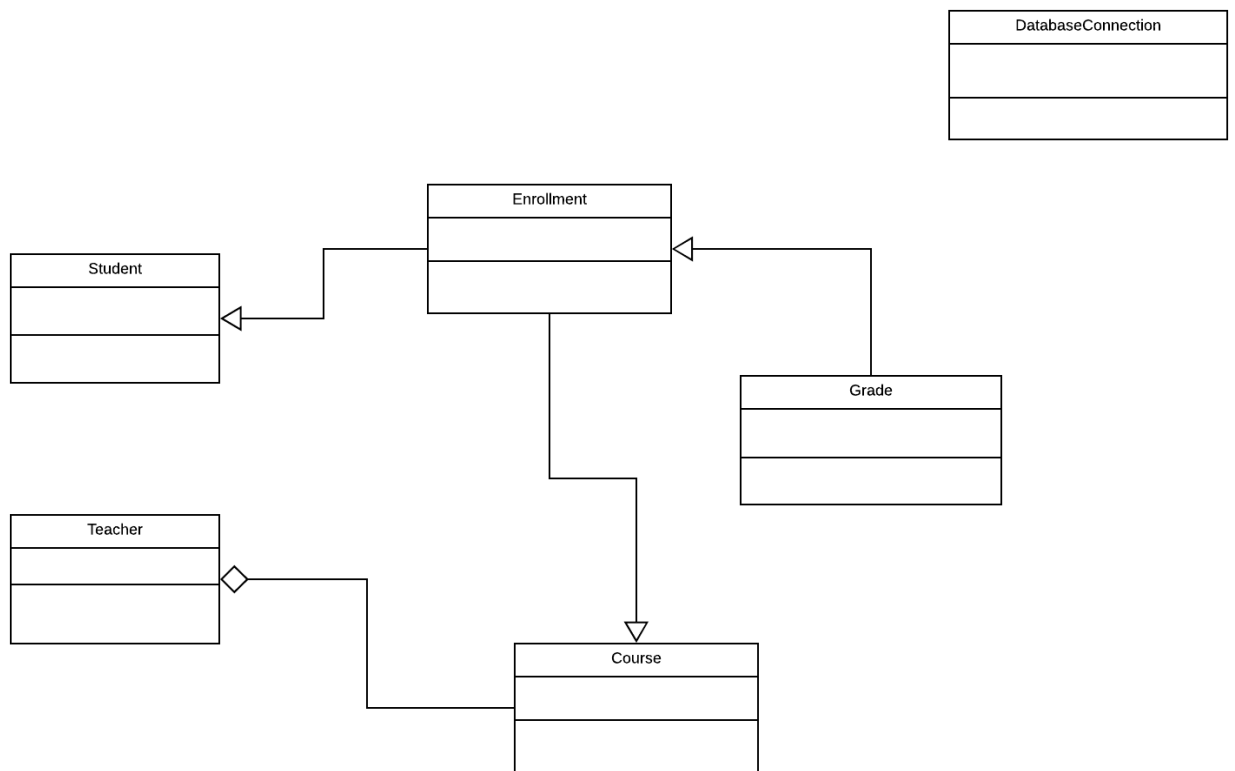 DatabaseConnection
Enrollment
Student
Grade
Teacher
Course